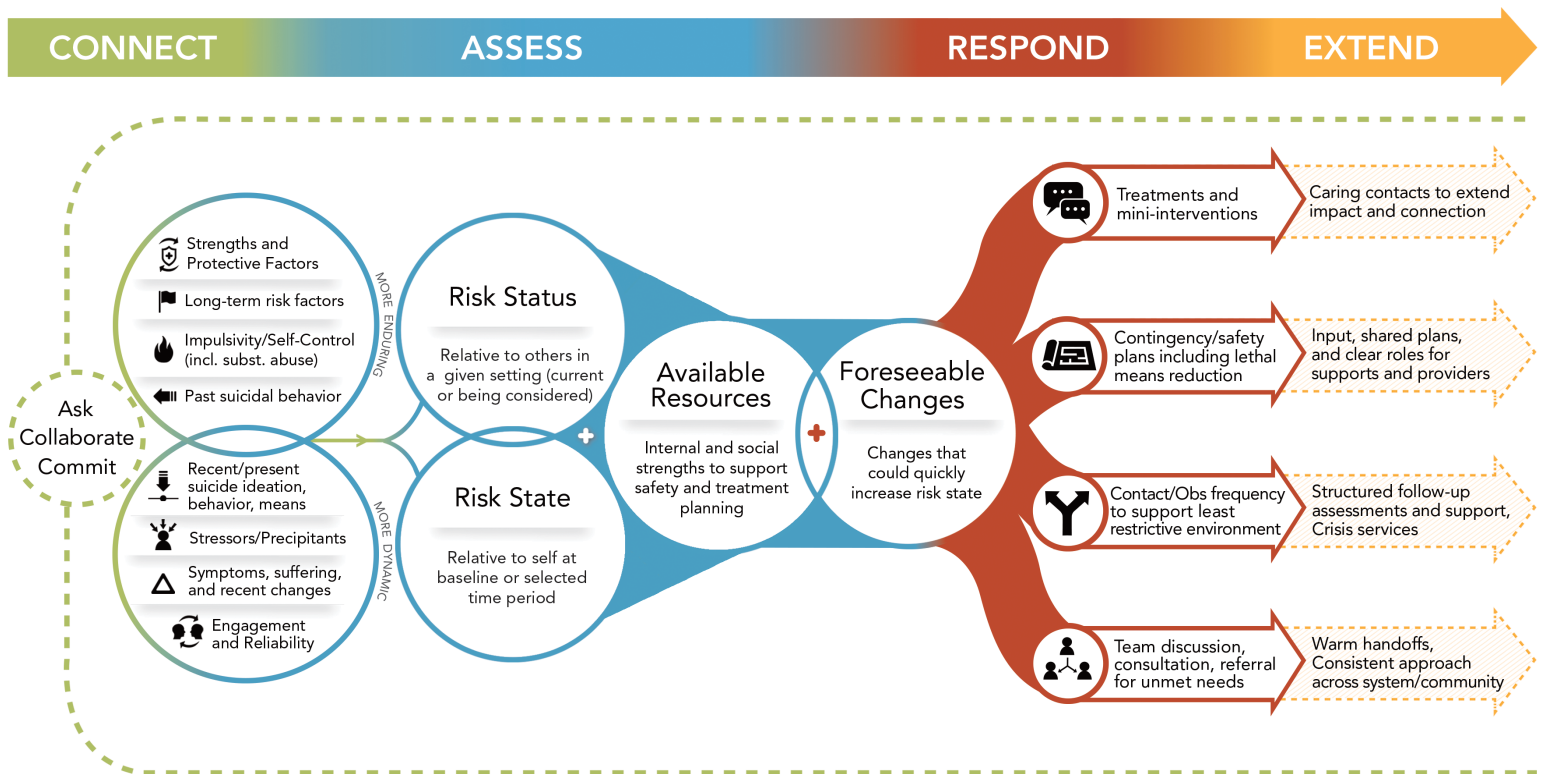 CONNECT
ASSESS
RESPOND
EXTEND
Ask
Collaborate
Commit
Strengths and
Protective Factors
Long-term risk factors
Impulsivity/Self-Control
(incl. subst. abuse)
Past suicidal behavior
MORE ENDURING
Recent/present
suicide ideation,
behavior, means
Stressors/Precipitants
Symptoms, suffering,
and recent changes
Engagement
and Reliability
MORE DYNAMIC
Risk Status
Relative to others in
a given setting (current
or being considered)
Risk State
Relative to self at
baseline or selected
time period
Available
Resources
Internal and social
strengths to support
safety and treatment
planning
Foreseeable
Changes
Changes that
could quickly
increase risk state
Treatments and
mini-interventions
Caring contacts to extend
impact and connection
Contingency/safety
plans including lethal
means reduction
Input, shared plans,
and clear roles for
supports and providers
Contact/Obs frequency
to support least
restrictive environment
Structured follow-up
assessments and support,
Crisis services
Team discussion,
consultation, referral
for unmet needs
Warm handoffs,
Consistent approach
across system/community